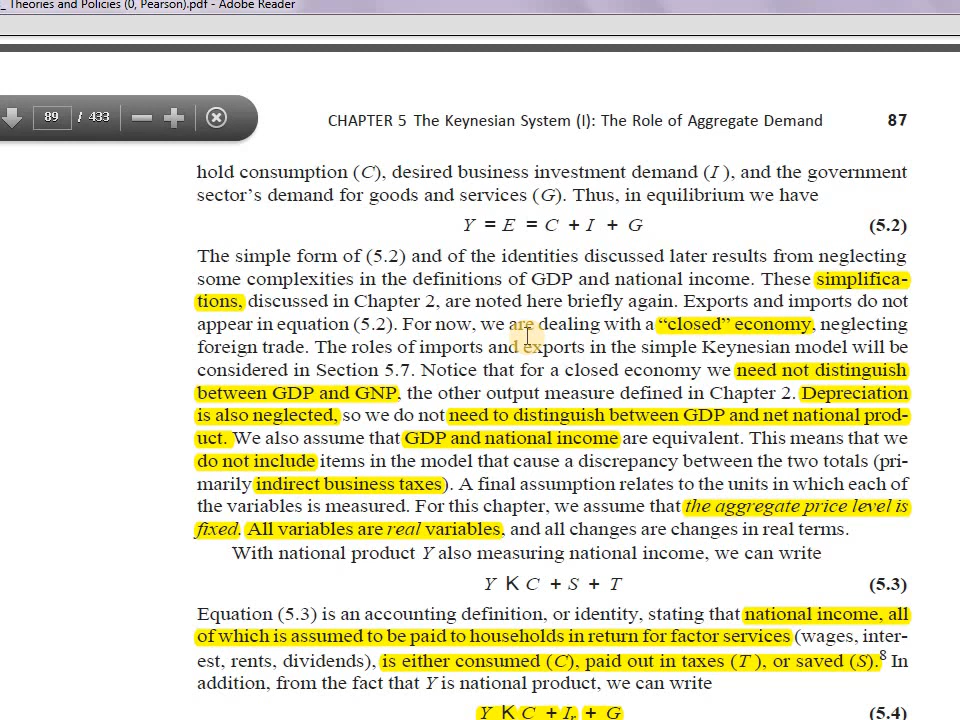 _ Theories and Policies (0, Pearson).pdf - Adobe Reader
89 / 433
CHAPTER 5 The Keynesian System (I): The Role of Aggregate Demand 87
hold consumption (C), desired business investment demand (I ), and the government
sector's demand for goods and services (G). Thus, in equilibrium we have
Y = E = C + I + G (5.2)
The simple form of (5.2) and of the identities discussed later results from neglecting
some complexities in the definitions of GDP and national income. These simplifica-
tions, discussed in Chapter 2, are noted here briefly again. Exports and imports do not
appear in equation (5.2). For now, we are dealing with a “closed” economy, neglecting
foreign trade. The roles of imports and exports in the simple Keynesian model will be
considered in Section 5.7. Notice that for a closed economy we need not distinguish
between GDP and GNP, the other output measure defined in Chapter 2. Depreciation
is also neglected, so we do not need to distinguish between GDP and net national prod-
uct. We also assume that GDP and national income are equivalent. This means that we
do not include items in the model that cause a discrepancy between the two totals (pri-
marily indirect business taxes). A final assumption relates to the units in which each of
the variables is measured. For this chapter, we assume that the aggregate price level is
fixed. All variables are real variables, and all changes are changes in real terms.
With national product Y also measuring national income, we can write
Y K C + S + T (5.3)
Equation (5.3) is an accounting definition, or identity, stating that national income, all
of which is assumed to be paid to households in return for factor services (wages, inter-
est, rents, dividends), is either consumed (C), paid out in taxes (T ), or saved (S).8 In
addition, from the fact that Y is national product, we can write
Y K C + Ir + G (5.4)